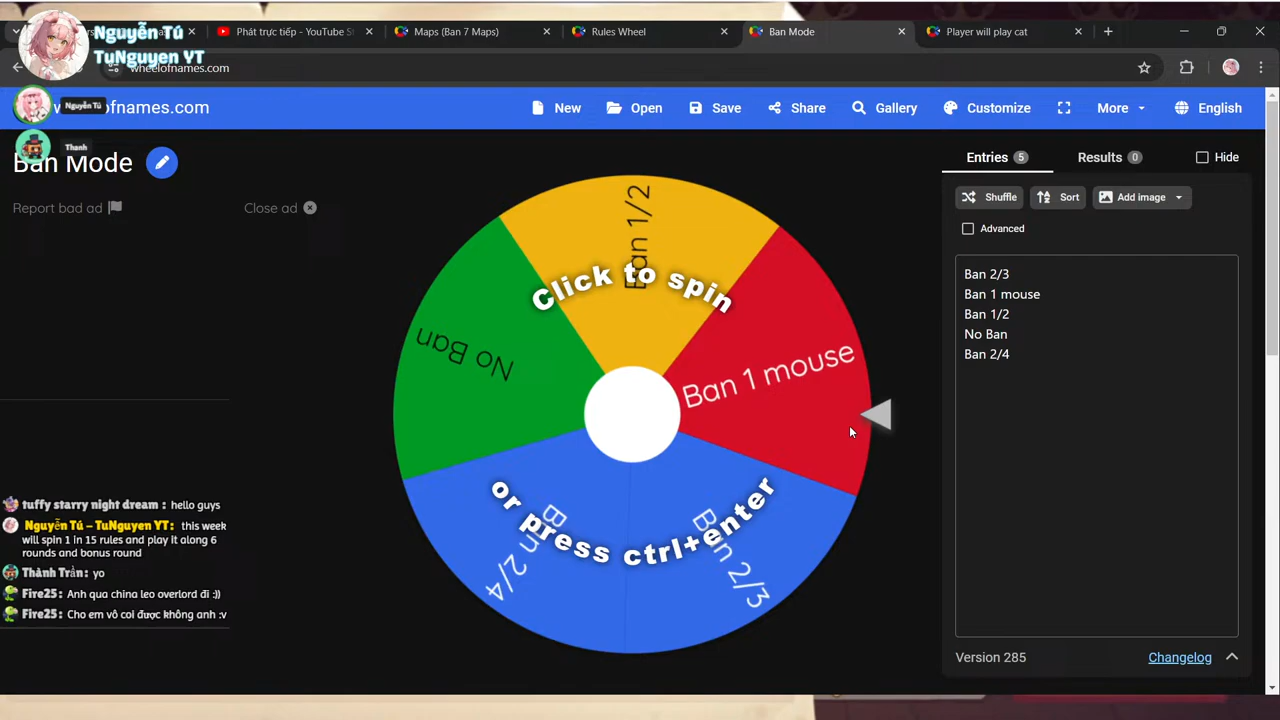 Nguyễn Tú
TuNguyen YT
Phát trực tiếp - YouTube S
Maps (Ban 7 Maps)
Rules Wheel
Ban Mode
Player will play cat
wheelofnames.com
Nguyễn Tú
ofnames.com
New
Open
Save
Share
Gallery
Customize
More
English
Thanh
Ban Mode
Report bad ad
Close ad
Entries 5
Results 0
Hide
Shuffle
Sort
Add image
Advanced
Ban 2/3
Ban 1 mouse
Ban 1/2
No Ban
Ban 2/4
Ban 1/2
Click to spin
No Ban
Ban 1 mouse
or press ctrl+enter
Ban 2/4
Ban 2/3
tuffy starry night dream : hello guys
Nguyễn Tú – TuNguyen YT: this week
will spin 1 in 15 rules and play it along 6
rounds and bonus round
Thành Trần: yo
Fire25: Anh qua china leo overlord đi :))
Fire25: Cho em vô coi được không anh :v
Version 285
Changelog